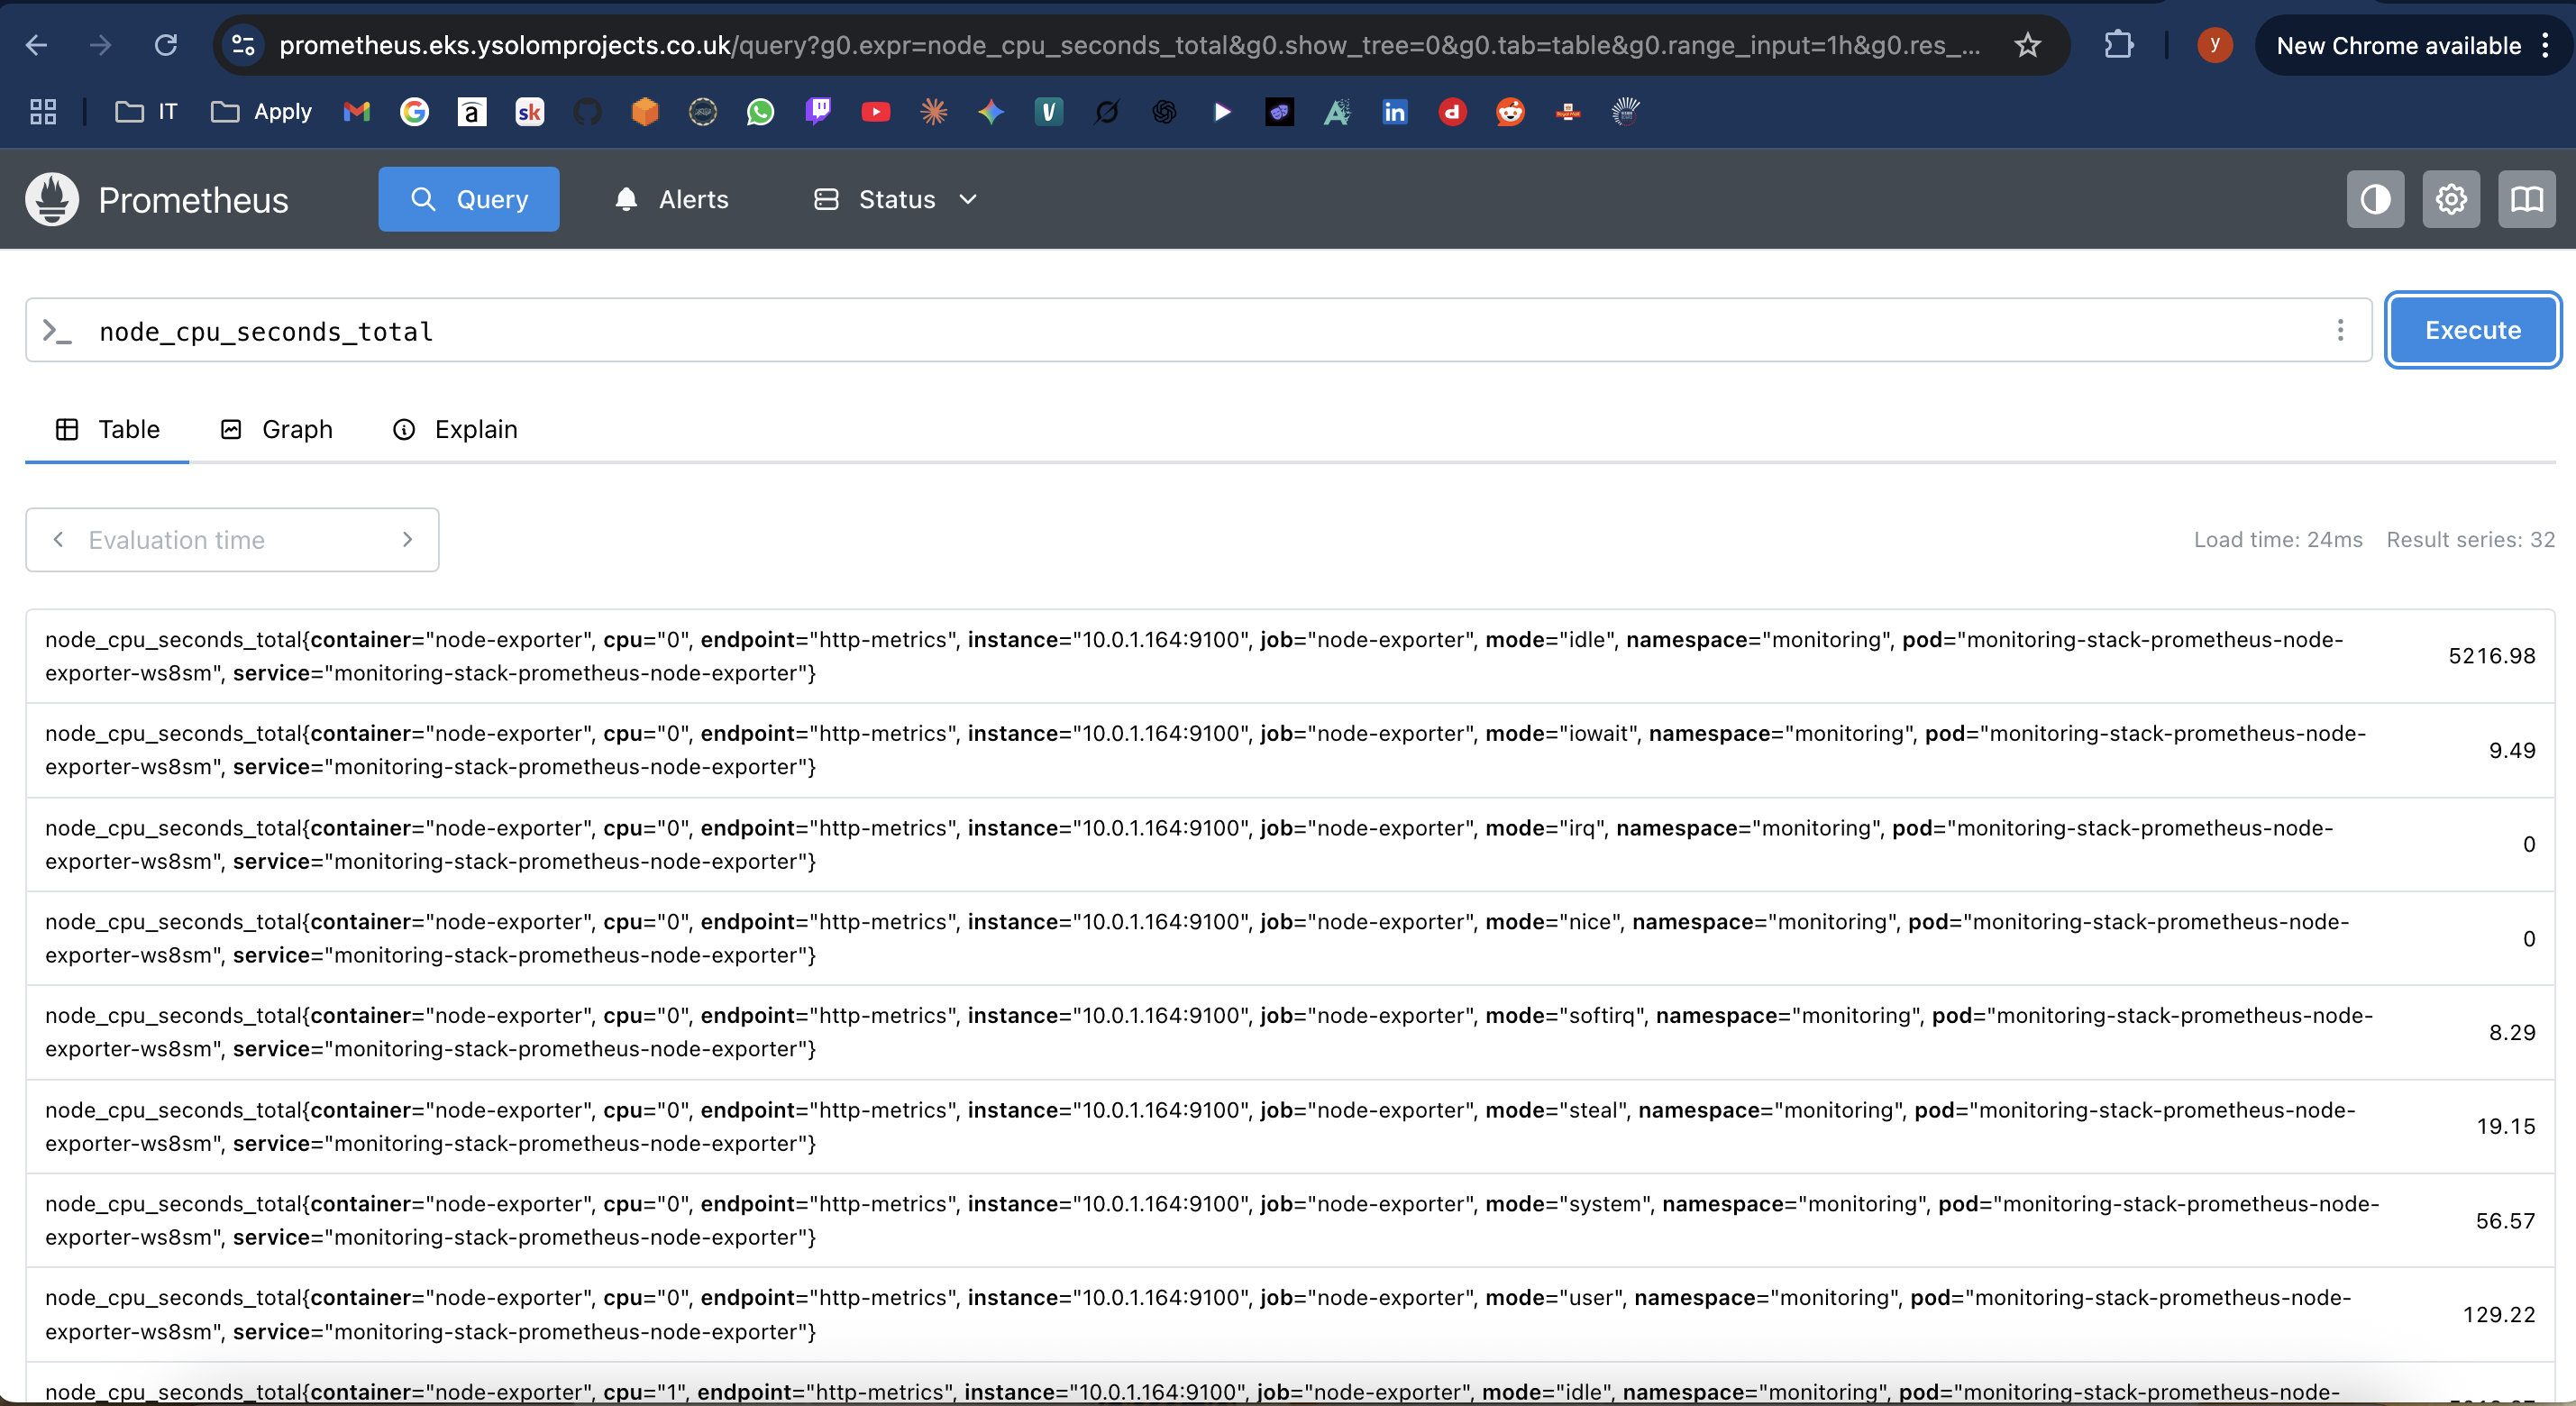 prometheus.eks.ysolomprojects.co.uk/query?g0.expr=node_cpu_seconds_total&g0.show_tree=0&g0.tab=table&g0.range_input=1h&g0.res_...
y
New Chrome available
IT
Apply
Prometheus
Query
Alerts
Status
>_ node_cpu_seconds_total
Execute
Table
Graph
Explain
Evaluation time
Load time: 24ms Result series: 32
node_cpu_seconds_total{container="node-exporter", cpu="0", endpoint="http-metrics", instance="10.0.1.164:9100", job="node-exporter", mode="idle", namespace="monitoring", pod="monitoring-stack-prometheus-node-
exporter-ws8sm", service="monitoring-stack-prometheus-node-exporter"}
5216.98
node_cpu_seconds_total{container="node-exporter", cpu="0", endpoint="http-metrics", instance="10.0.1.164:9100", job="node-exporter", mode="iowait", namespace="monitoring", pod="monitoring-stack-prometheus-node-
exporter-ws8sm", service="monitoring-stack-prometheus-node-exporter"}
9.49
node_cpu_seconds_total{container="node-exporter", cpu="0", endpoint="http-metrics", instance="10.0.1.164:9100", job="node-exporter", mode="irq", namespace="monitoring", pod="monitoring-stack-prometheus-node-
exporter-ws8sm", service="monitoring-stack-prometheus-node-exporter"}
0
node_cpu_seconds_total{container="node-exporter", cpu="0", endpoint="http-metrics", instance="10.0.1.164:9100", job="node-exporter", mode="nice", namespace="monitoring", pod="monitoring-stack-prometheus-node-
exporter-ws8sm", service="monitoring-stack-prometheus-node-exporter"}
0
node_cpu_seconds_total{container="node-exporter", cpu="0", endpoint="http-metrics", instance="10.0.1.164:9100", job="node-exporter", mode="softirq", namespace="monitoring", pod="monitoring-stack-prometheus-node-
exporter-ws8sm", service="monitoring-stack-prometheus-node-exporter"}
8.29
node_cpu_seconds_total{container="node-exporter", cpu="0", endpoint="http-metrics", instance="10.0.1.164:9100", job="node-exporter", mode="steal", namespace="monitoring", pod="monitoring-stack-prometheus-node-
exporter-ws8sm", service="monitoring-stack-prometheus-node-exporter"}
19.15
node_cpu_seconds_total{container="node-exporter", cpu="0", endpoint="http-metrics", instance="10.0.1.164:9100", job="node-exporter", mode="system", namespace="monitoring", pod="monitoring-stack-prometheus-node-
exporter-ws8sm", service="monitoring-stack-prometheus-node-exporter"}
56.57
node_cpu_seconds_total{container="node-exporter", cpu="0", endpoint="http-metrics", instance="10.0.1.164:9100", job="node-exporter", mode="user", namespace="monitoring", pod="monitoring-stack-prometheus-node-
exporter-ws8sm", service="monitoring-stack-prometheus-node-exporter"}
129.22
node_cpu_seconds_total{container="node-exporter", cpu="1", endpoint="http-metrics", instance="10.0.1.164:9100", job="node-exporter", mode="idle", namespace="monitoring", pod="monitoring-stack-prometheus-node-